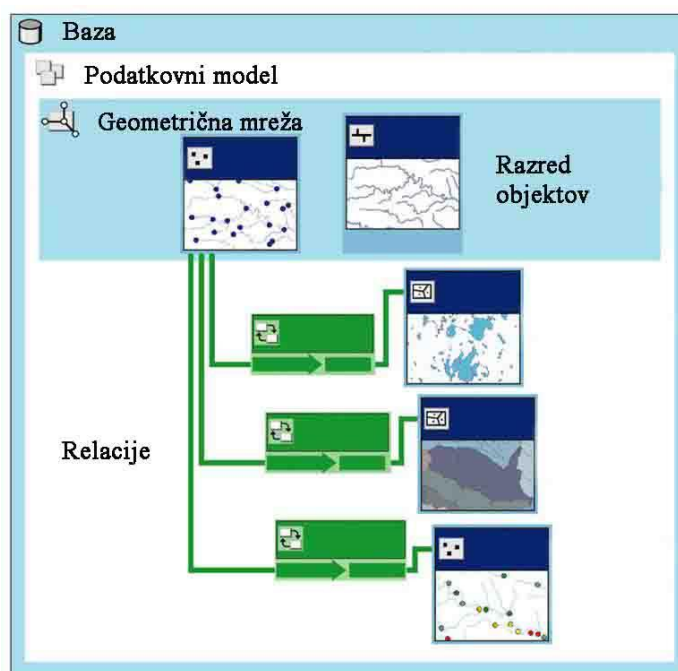 Baza
Podatkovni model
Geometrična mreža
Razred
objektov
Relacije